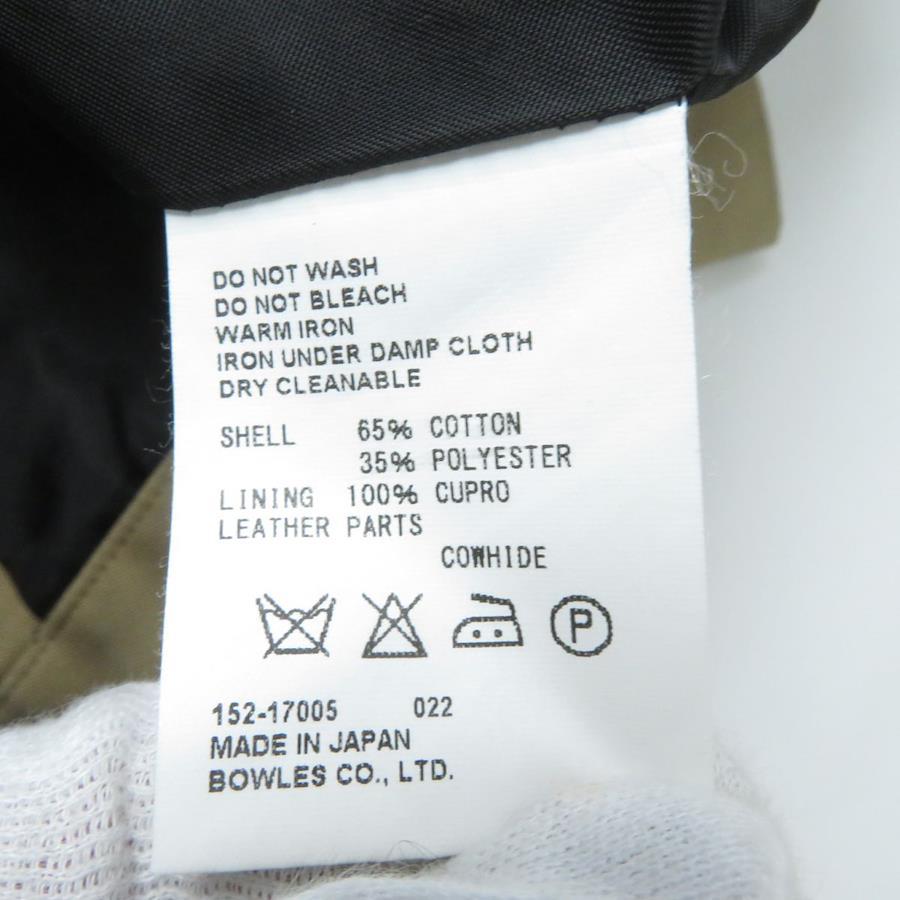 DO NOT WASH
DO NOT BLEACH
WARM IRON
IRON UNDER DAMP CLOTH
DRY CLEANABLE
SHELL 65% COTTON
35% POLYESTER
LINING 100% CUPRO
LEATHER PARTS
COWHIDE
P
152-17005 022
MADE IN JAPAN
BOWLES CO., LTD.